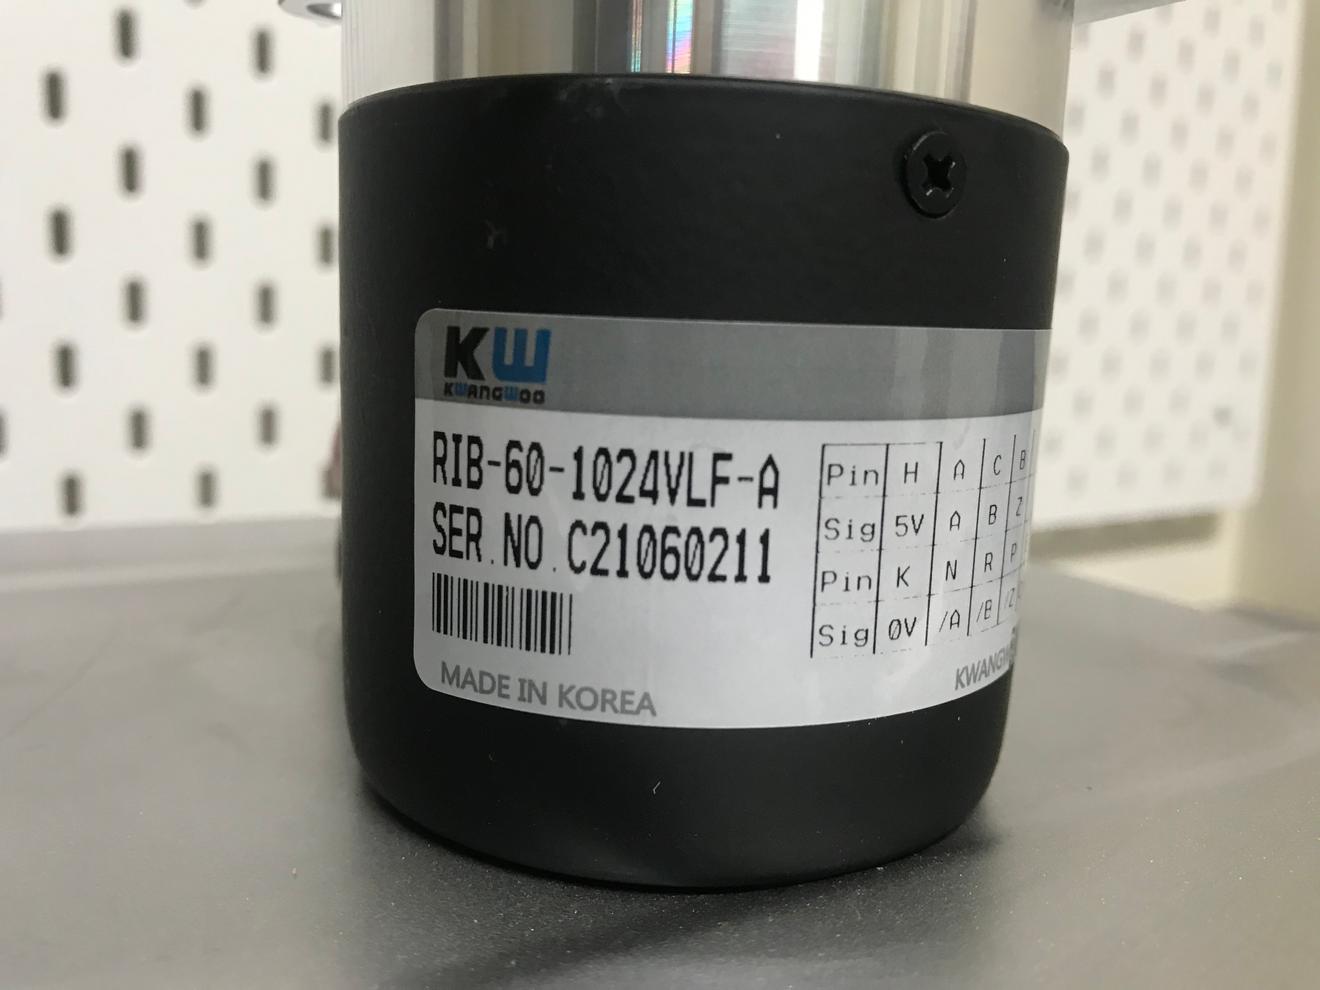 KW
KWANGWOO
RIB-60-1024VLF-A
SER.NO.C21060211
Pin H A C B
Sig 5V A B Z
Pin K N R P
Sig 0V /A /B /Z
MADE IN KOREA